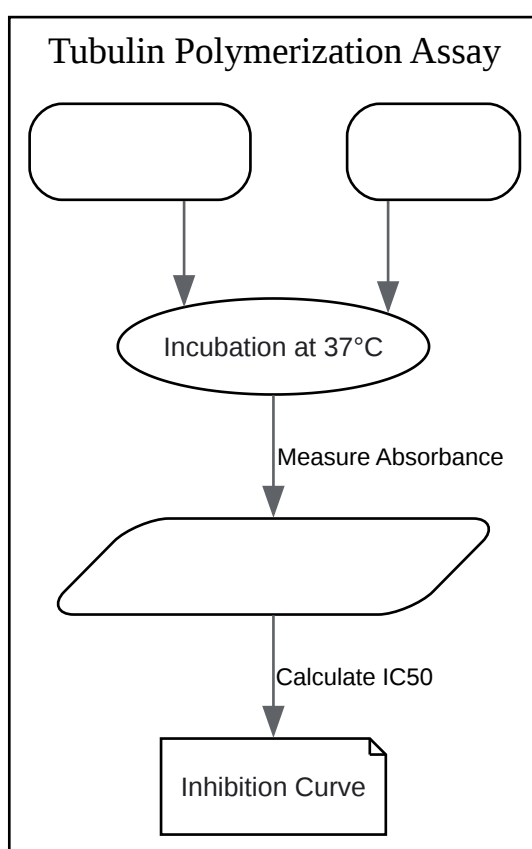 Tubulin Polymerization Assay
Incubation at 37°C
Measure Absorbance
Calculate IC50
Inhibition Curve